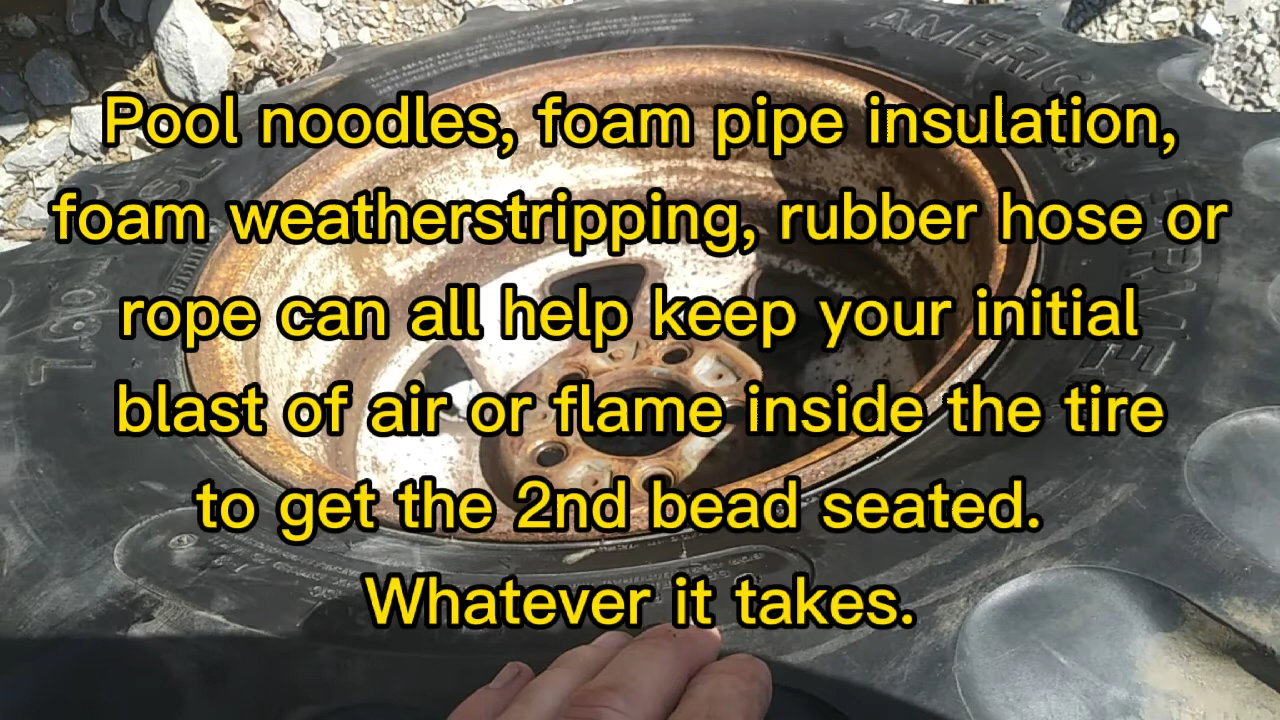 Pool noodles, foam pipe insulation,
foam weatherstripping, rubber hose or
rope can all help keep your initial
blast of air or flame inside the tire
to get the 2nd bead seated.
Whatever it takes.
AMERICA